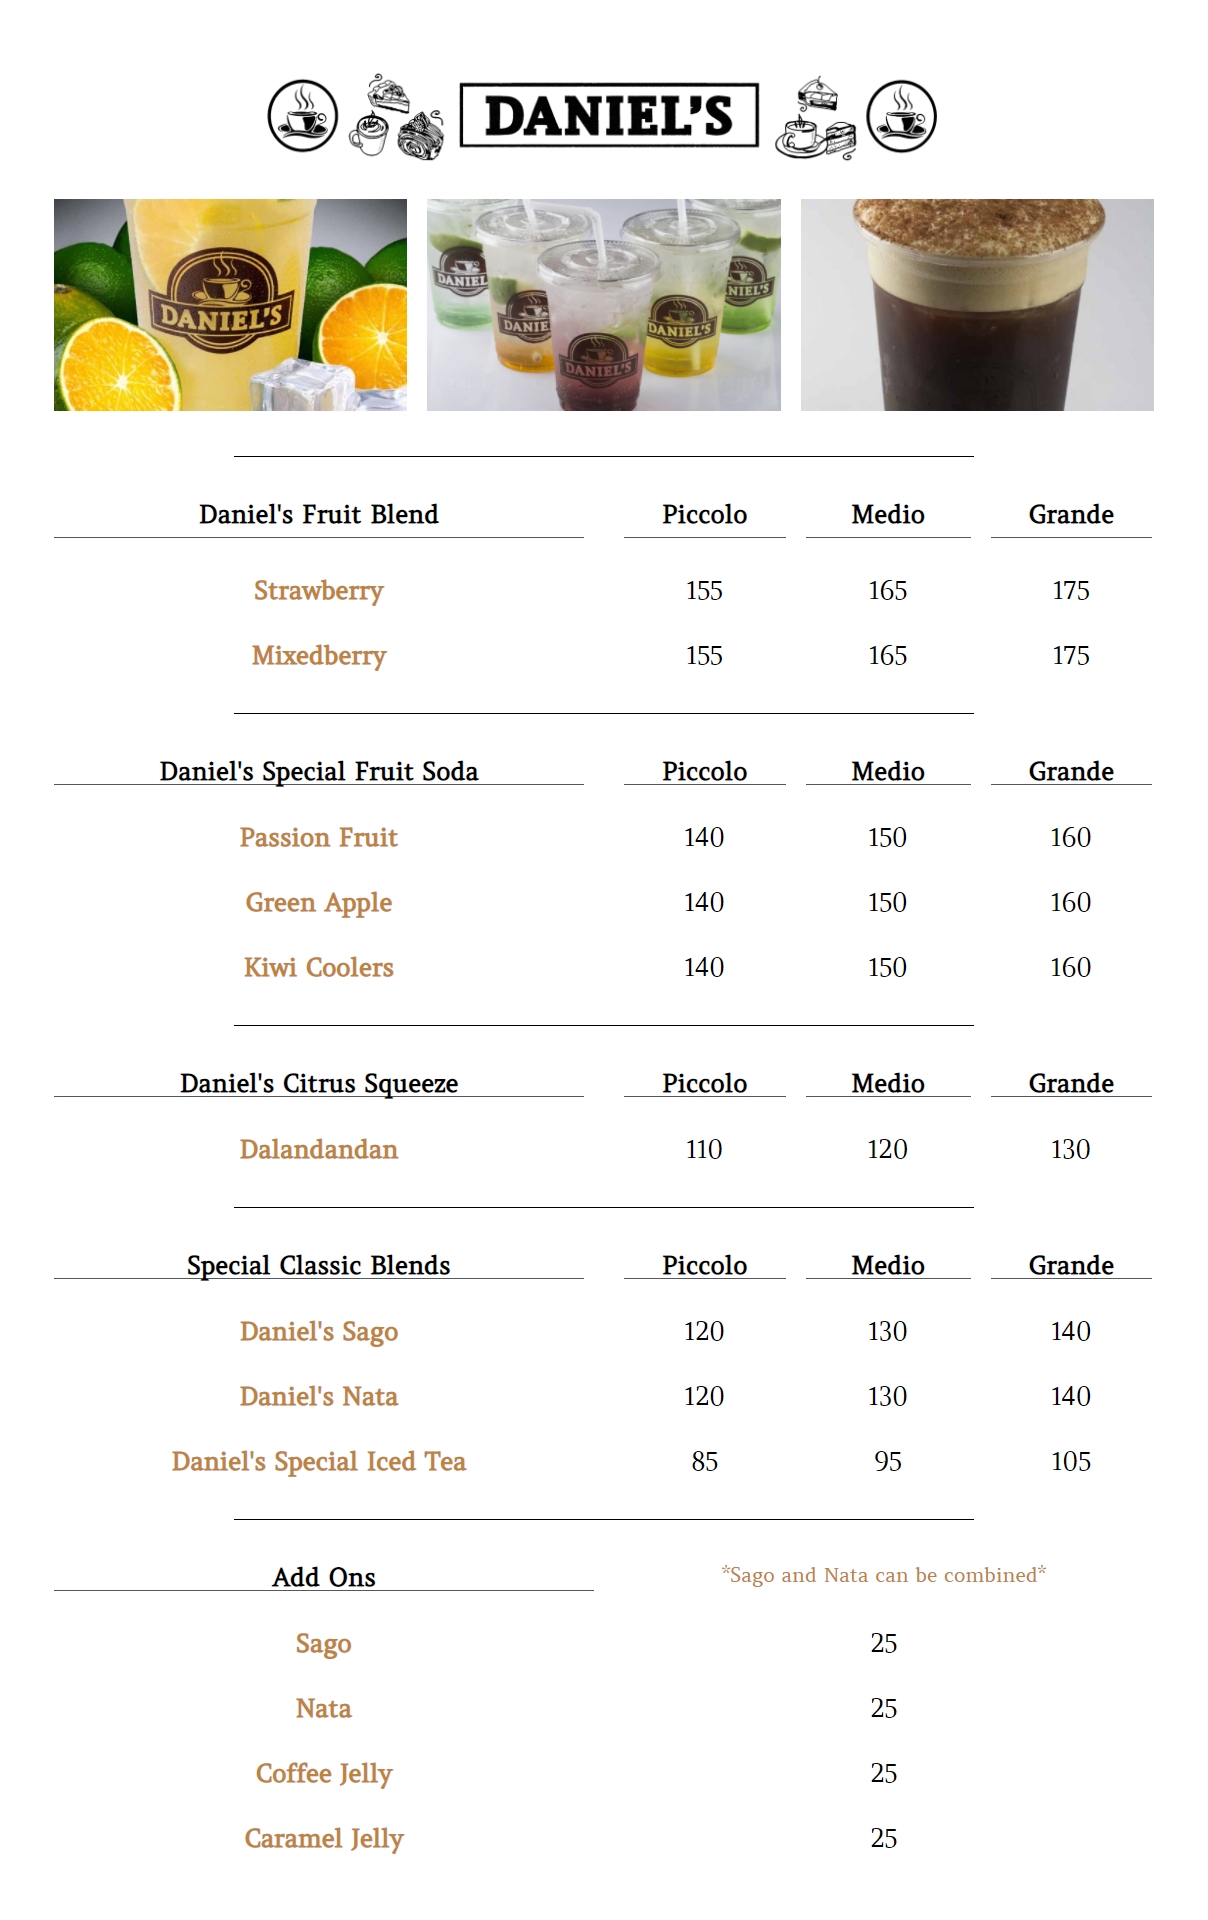 DANIEL'S
DANIEL'S
DANIEL
DANIE
DANIEL'S
DANIEL'S
NIEL'S
Daniel's Fruit Blend Piccolo Medio Grande
Strawberry 155 165 175
Mixedberry 155 165 175
Daniel's Special Fruit Soda Piccolo Medio Grande
Passion Fruit 140 150 160
Green Apple 140 150 160
Kiwi Coolers 140 150 160
Daniel's Citrus Squeeze Piccolo Medio Grande
Dalandandan 110 120 130
Special Classic Blends Piccolo Medio Grande
Daniel's Sago 120 130 140
Daniel's Nata 120 130 140
Daniel's Special Iced Tea 85 95 105
Add Ons *Sago and Nata can be combined*
Sago 25
Nata 25
Coffee Jelly 25
Caramel Jelly 25